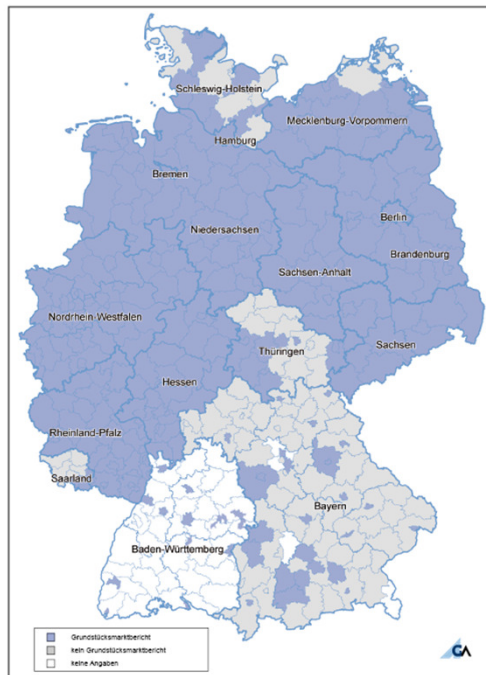 Schleswig-Holstein
Mecklenburg-Vorpommern
Hamburg
Bremen
Niedersachsen
Berlin
Brandenburg
Sachsen-Anhalt
Nordrhein-Westfalen
Sachsen
Thüringen
Hessen
Rheinland-Pfalz
Saarland
Bayern
Baden-Württemberg
Grundstücksmarktbericht
kein Grundstücksmarktbericht
keine Angaben
GA